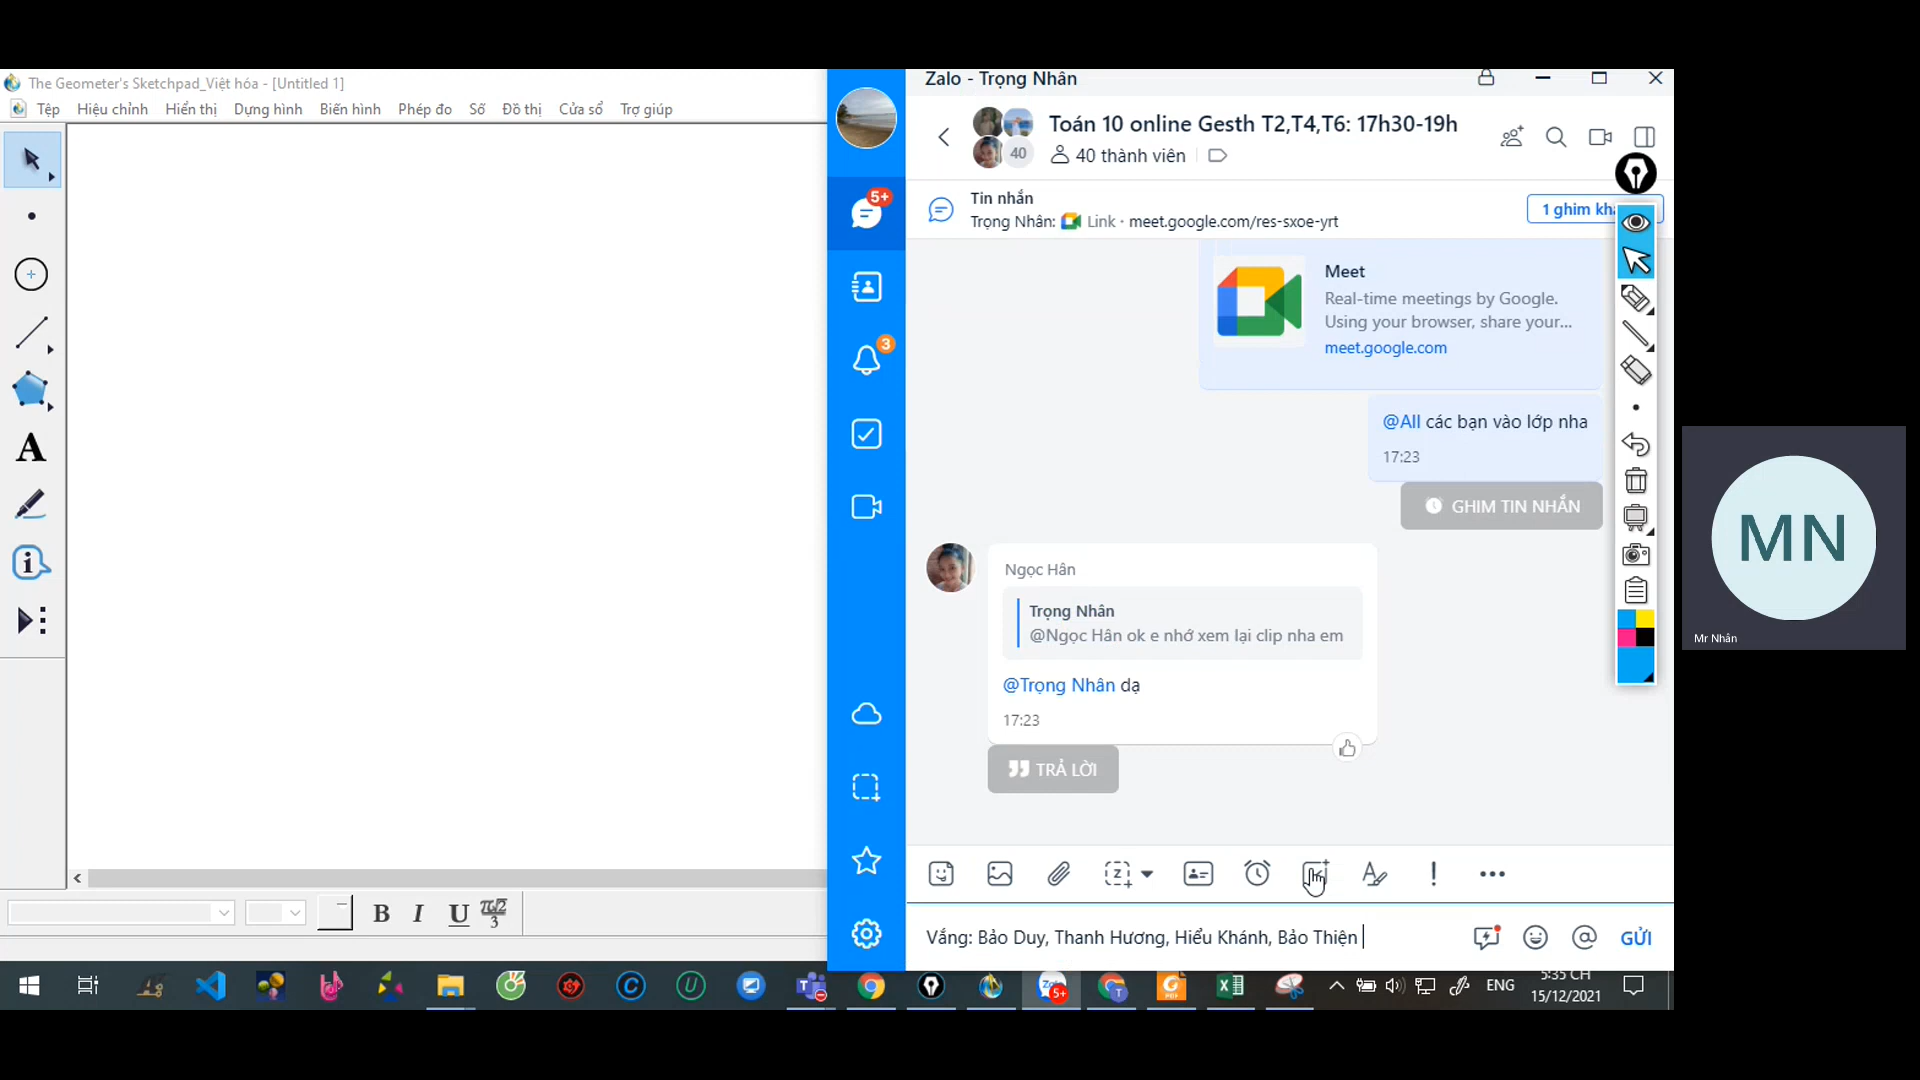 The Geometer's Sketchpad_Việt hóa - [Untitled 1]
Tệp Hiệu chỉnh Hiển thị Dựng hình Biến hình Phép đo Số Đồ thị Cửa sổ Trợ giúp
A
B I U
Zalo - Trọng Nhân
40
Toán 10 online Gesth T2,T4,T6: 17h30-19h
40 thành viên
5+
3
Tin nhắn
Trọng Nhân: Link · meet.google.com/res-sxoe-yrt
1 ghim
Meet
Real-time meetings by Google.
Using your browser, share your...
meet.google.com
@All các bạn vào lớp nha
17:23
GHIM TIN NHẮN
Ngọc Hân
Trọng Nhân
@Ngọc Hân ok e nhớ xem lại clip nha em
@Trọng Nhân dạ
17:23
TRẢ LỜI
Vắng: Bảo Duy, Thanh Hương, Hiểu Khánh, Bảo Thiện
GỬI
5+
ENG
5:35 CH
15/12/2021
MN
Mr Nhân